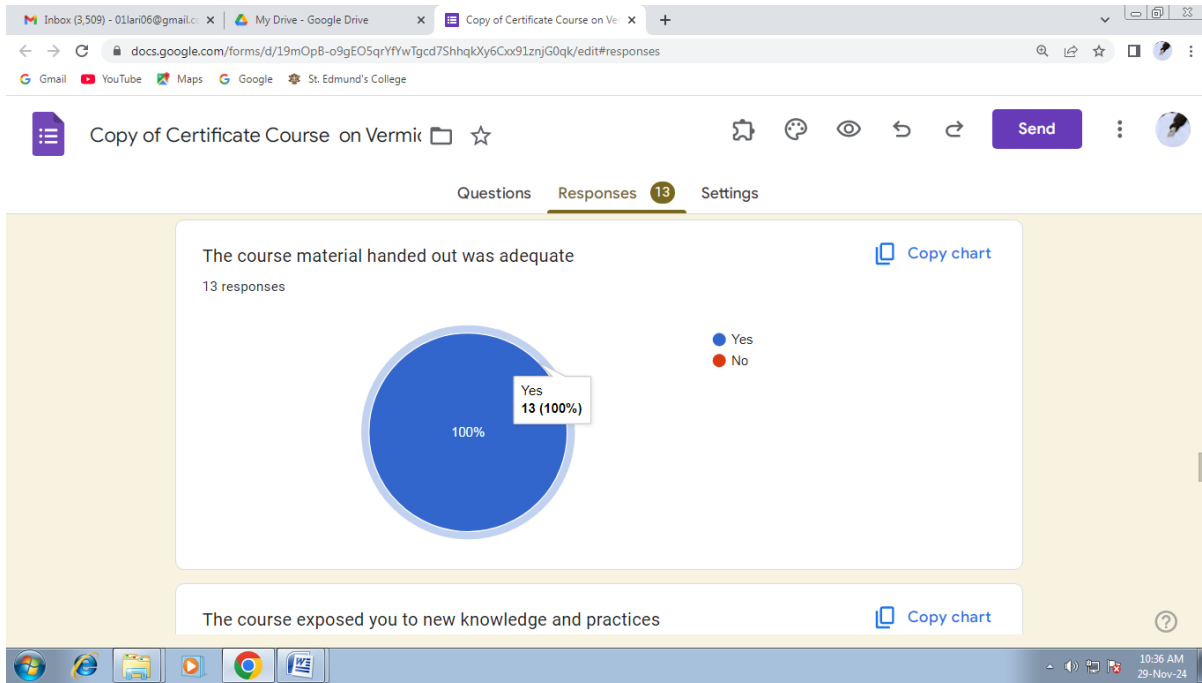 Inbox (3,509) - 01lari06@gmail.cc
My Drive - Google Drive
Copy of Certificate Course on Ve
docs.google.com/forms/d/19mOpB-o9gEO5qrYfYwTgcd7ShhqkXy6Cxx91znjG0qk/edit#responses
Gmail YouTube Maps Google St. Edmund's College
Copy of Certificate Course on Vermic
Send
Questions Responses 13 Settings
The course material handed out was adequate
Copy chart
13 responses
Yes
No
Yes
13 (100%)
100%
The course exposed you to new knowledge and practices
Copy chart
10:36 AM
29-Nov-24